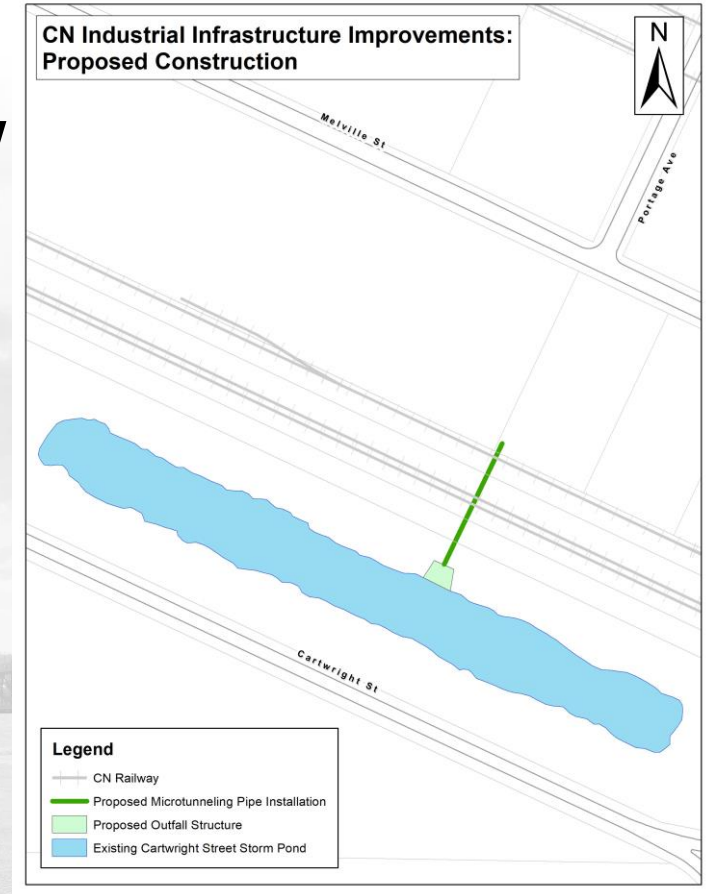 CN Industrial Infrastructure Improvements:
Proposed Construction
N
Melville St
Portage Ave
Cartwright St
Legend
CN Railway
Proposed Microtunneling Pipe Installation
Proposed Outfall Structure
Existing Cartwright Street Storm Pond